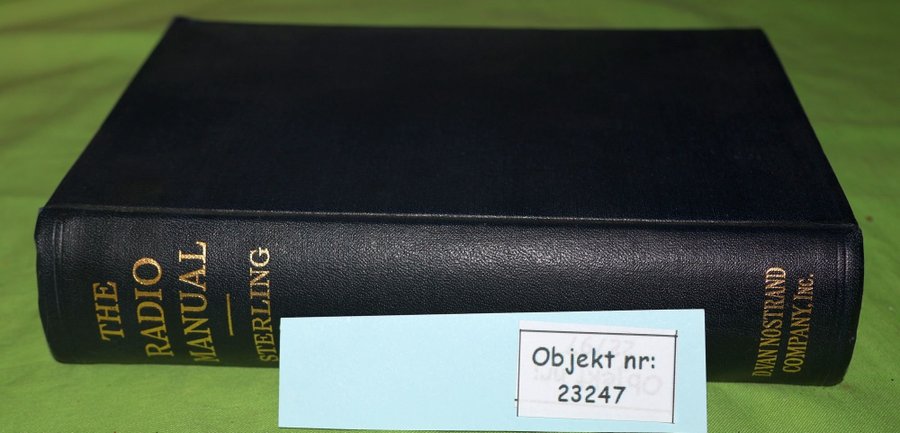 THE
RADIO
MANUAL
STERLING
D.VAN NOSTRAND
COMPANY, Inc.
Objekt nr:
23247